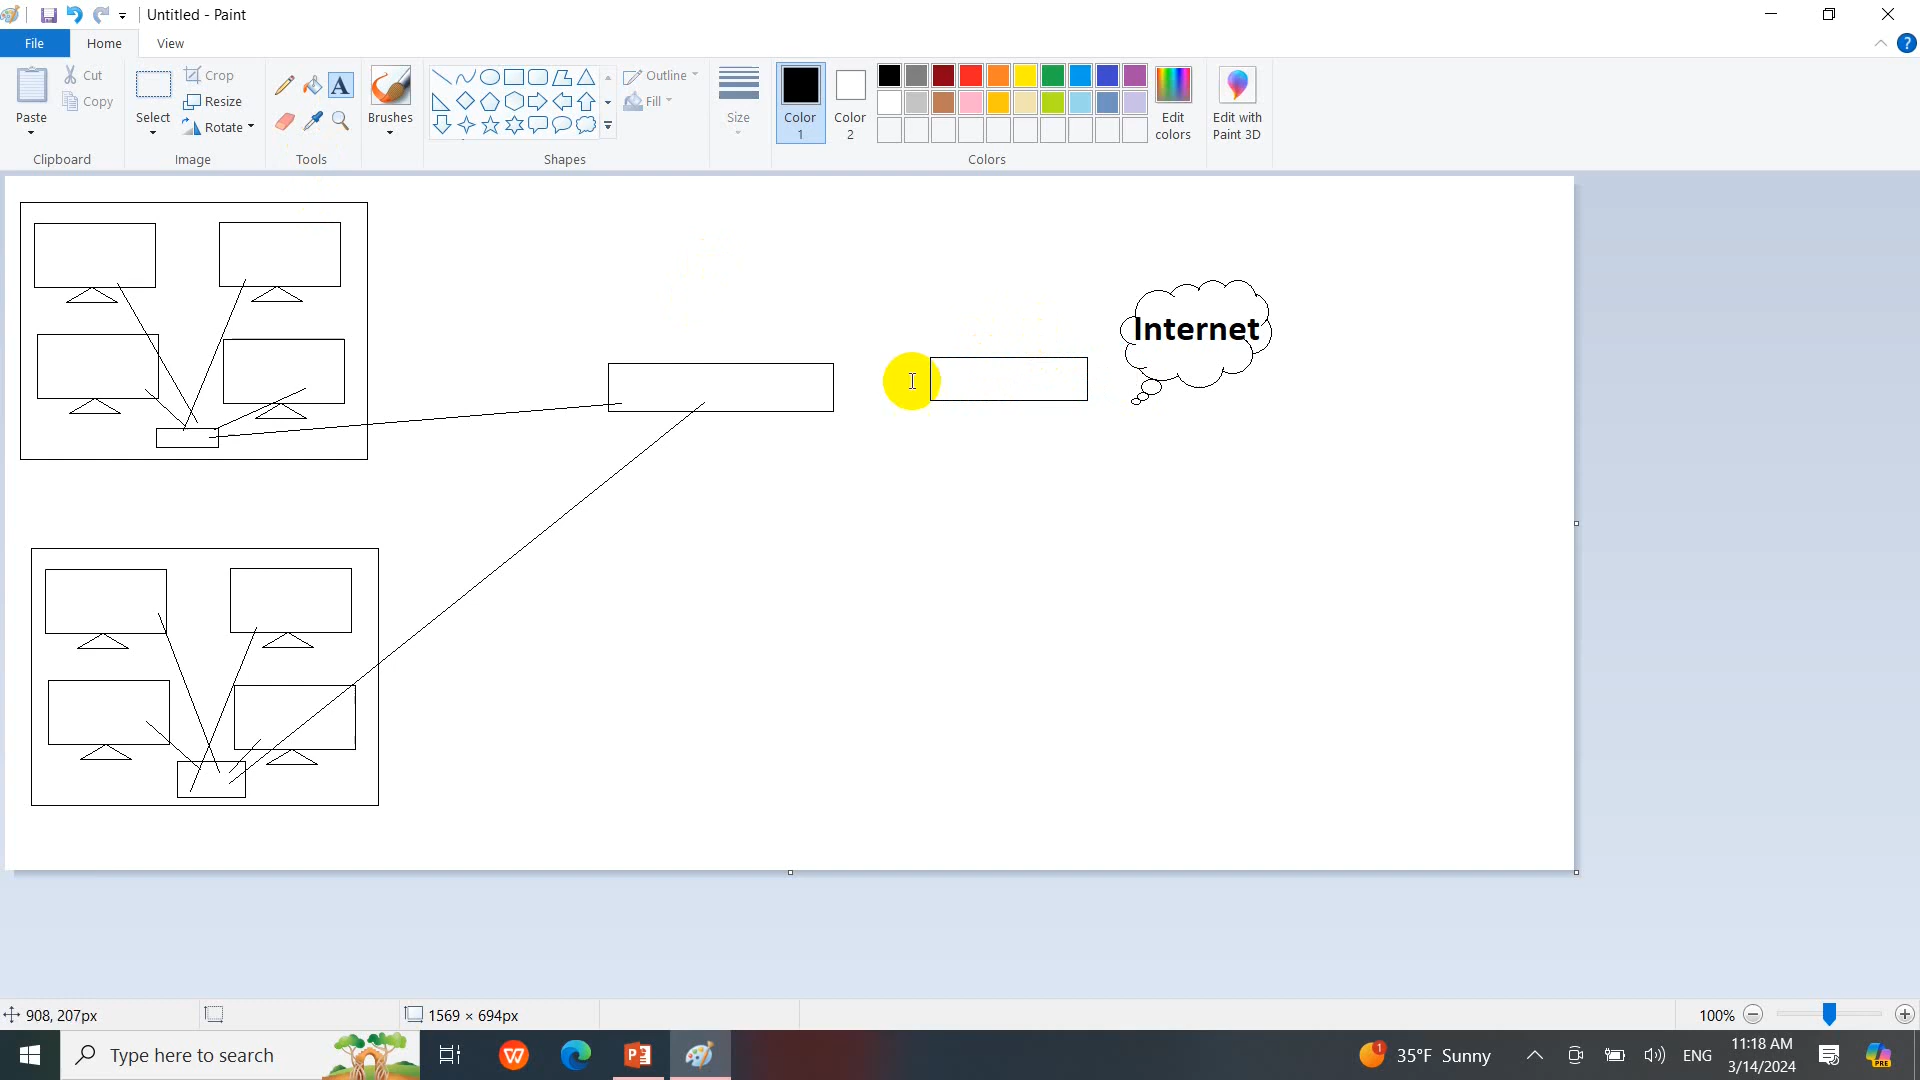 Untitled - Paint
File
Home
View
Paste
Cut
Copy
Clipboard
Select
Crop
Resize
Rotate
Image
A
Tools
Brushes
Outline
Fill
Shapes
Size
Color 1
Color 2
Edit colors
Colors
Edit with Paint 3D
?
Internet
908, 207px
1569 × 694px
100%
Type here to search
1
35°F Sunny
ENG
11:18 AM
3/14/2024
PRE